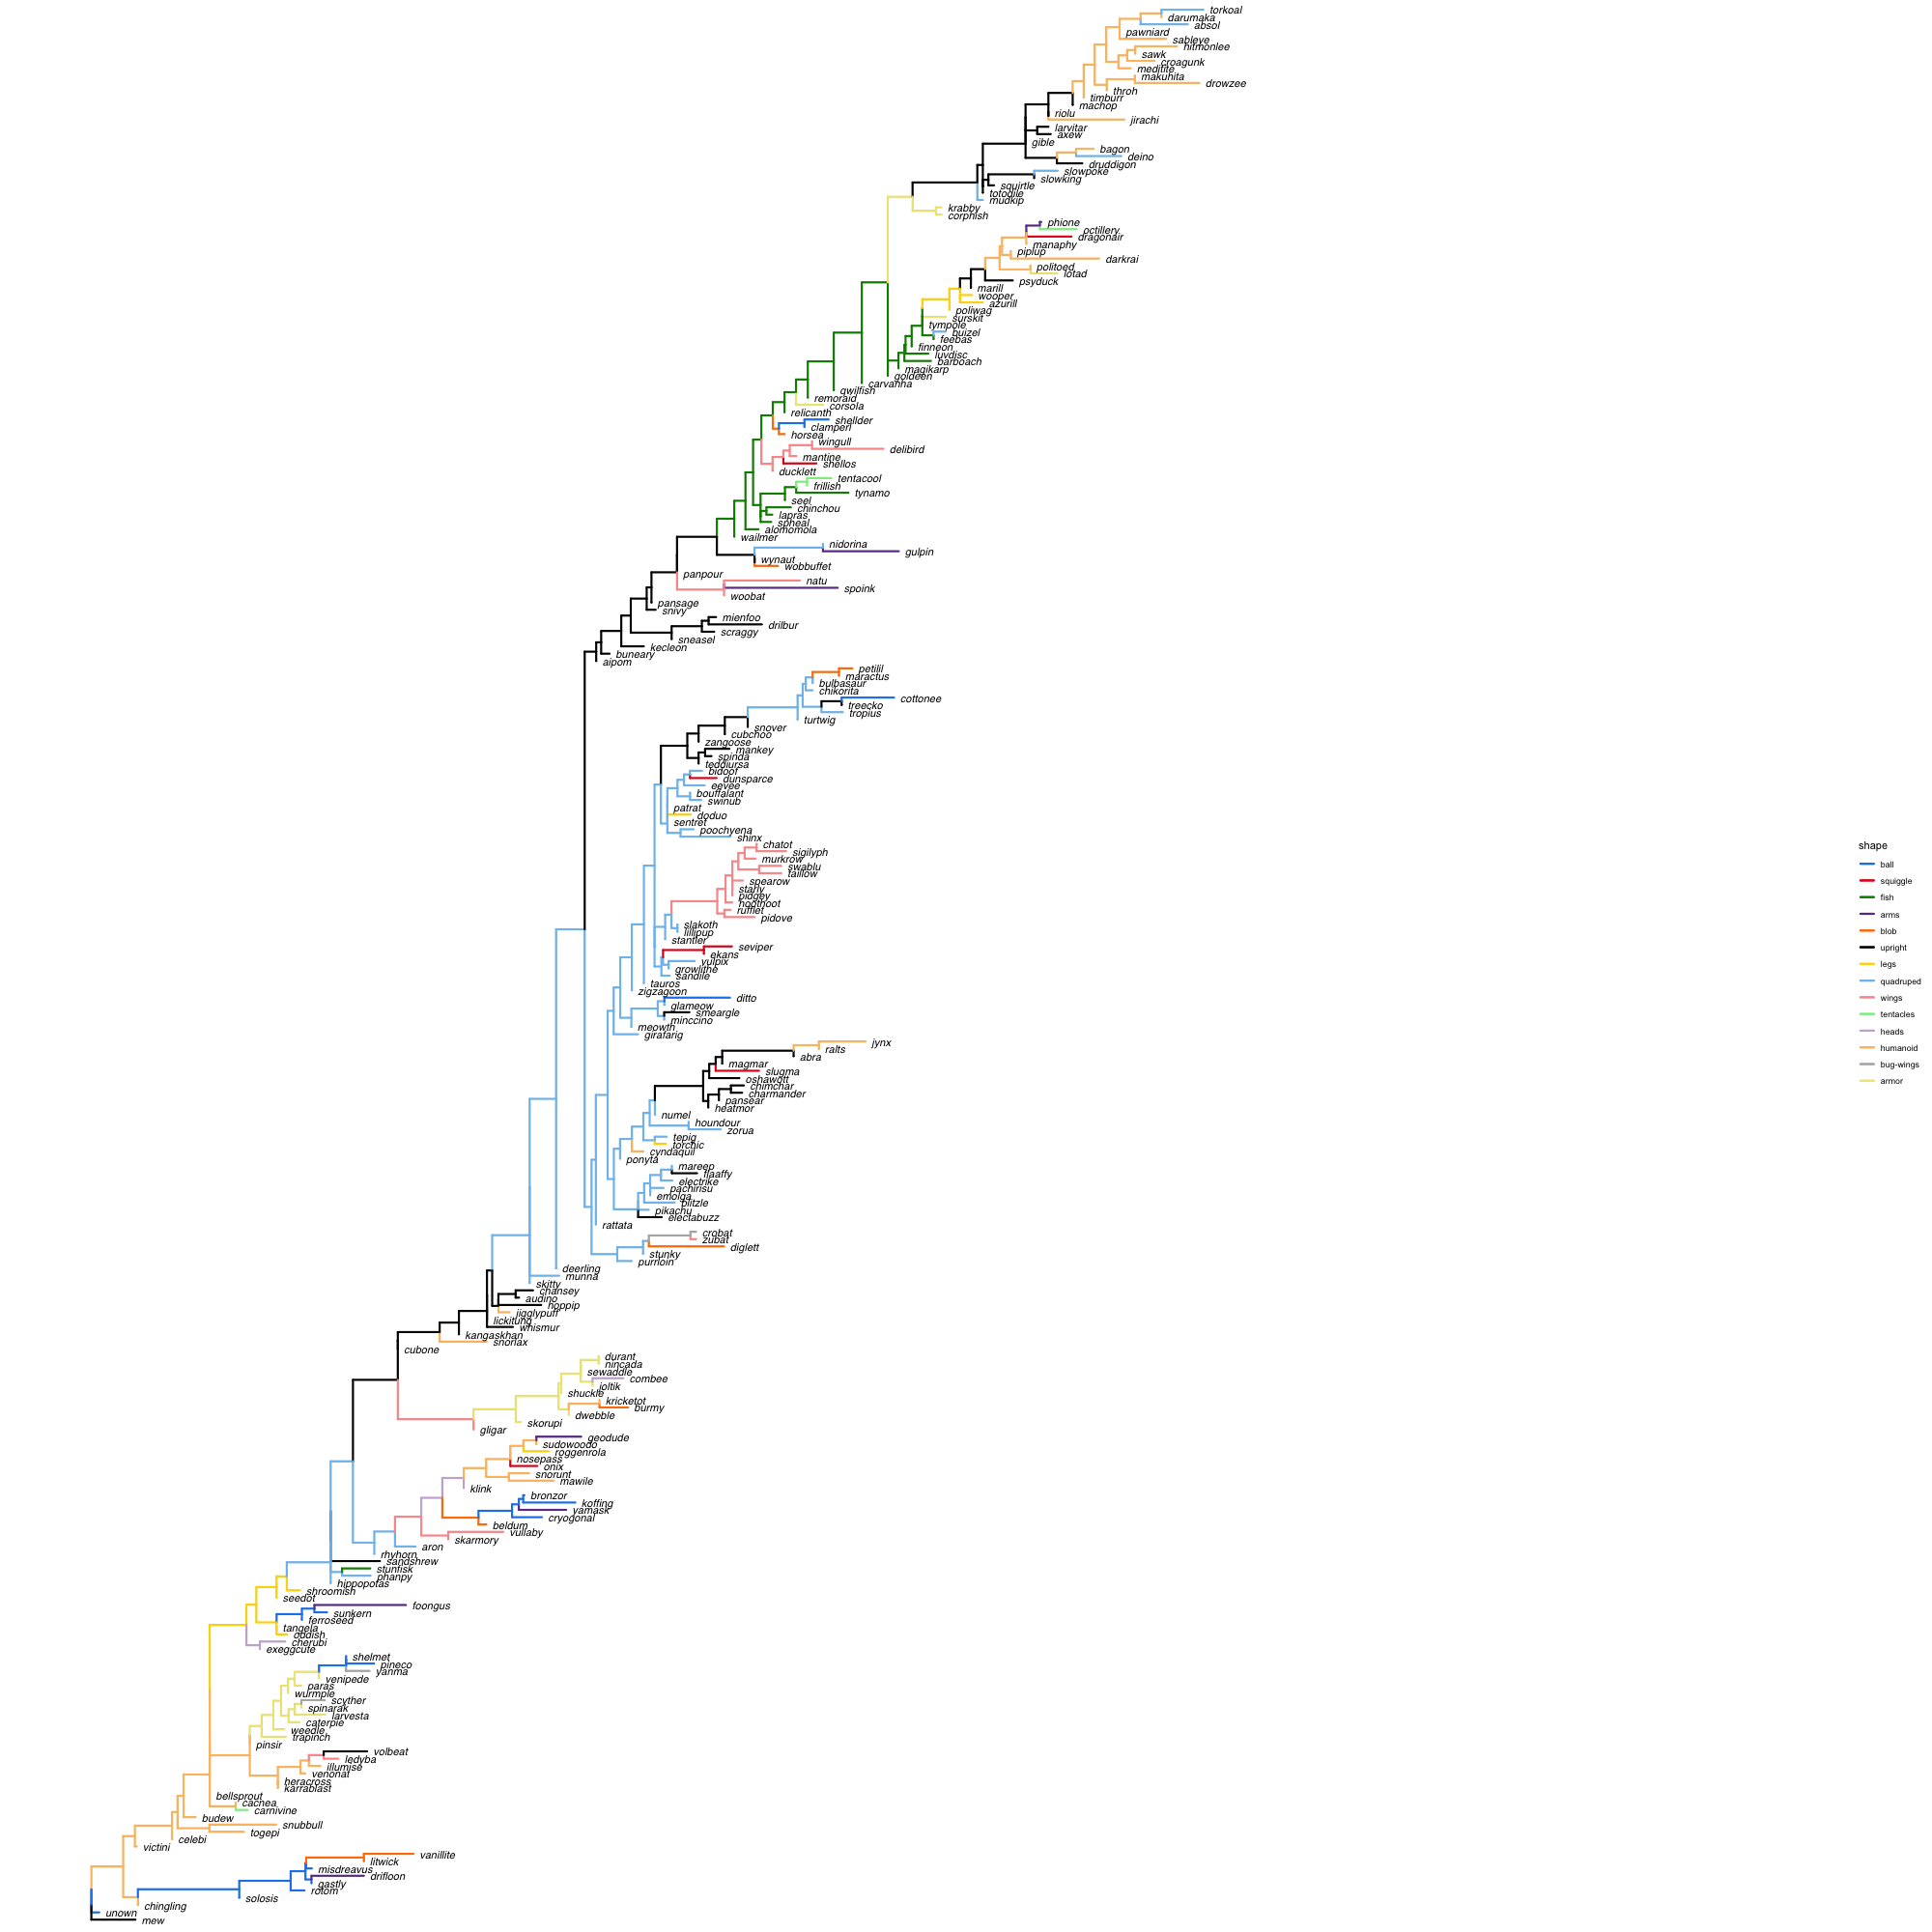 torkoal
darumaka
absol
pawniard
sableye
hitmonlee
sawk
croagunk
meditite
makuhita
drowzee
throh
timburr
machop
riolu
jirachi
larvitar
axew
gible
bagon
deino
druddigon
slowpoke
slowking
squirtle
totodile
mudkip
krabby
corphish
phione
octillery
dragonair
manaphy
piplup
darkrai
politoed
lotad
psyduck
marill
wooper
azurill
poliwag
surskit
tympole
buizel
feebas
finneon
luvdisc
barboach
magikarp
goldeen
carvanha
qwilfish
remoraid
corsola
relicanth
shellder
clamperl
horsea
wingull
delibird
mantine
shellos
ducklett
tentacool
frillish
tynamo
seel
chinchou
lapras
spheal
alomomola
wailmer
nidorina
gulpin
wynaut
wobbuffet
panpour
natu
spoink
woobat
pansage
snivy
mienfoo
drilbur
scraggy
sneasel
kecleon
buneary
aipom
petilil
maractus
bulbasaur
chikorita
cottonee
treecko
tropius
turtwig
snover
cubchoo
zangoose
mankey
spinda
teddiursa
bidoof
dunsparce
eevee
bouffalant
swinub
patrat
doduo
sentret
poochyena
shinx
chatot
sigilyph
murkrow
swablu
taillow
spearow
starly
pidgey
hoothoot
rufflet
pidove
slakoth
lillipup
stantler
seviper
ekans
vulpix
growlithe
sandile
tauros
zigzagoon
ditto
glameow
smeargle
minccino
meowth
girafarig
jynx
ralts
abra
magmar
slugma
oshawott
chimchar
charmander
pansear
heatmor
numel
houndour
zorua
tepig
torchic
cyndaquil
ponyta
mareep
flaaffy
electrike
pachirisu
emolga
blitzle
pikachu
electabuzz
rattata
crobat
zubat
diglett
stunky
purrloin
deerling
munna
skitty
chansey
audino
hoppip
jigglypuff
lickitung
whismur
kangaskhan
snorlax
cubone
durant
nincada
sewaddle
combee
joltik
shuckle
kricketot
burmy
dwebble
skorupi
gligar
geodude
sudowoodo
roggenrola
nosepass
onix
snorunt
mawile
klink
bronzor
koffing
yamask
cryogonal
beldum
vullaby
skarmory
aron
rhyhorn
sandshrew
stunfisk
phanpy
hippopotas
shroomish
seedot
foongus
sunkern
ferroseed
tangela
oddish
cherubi
exeggcute
shelmet
pineco
yanma
venipede
paras
wurmple
scyther
spinarak
larvesta
caterpie
weedle
trapinch
pinsir
volbeat
ledyba
illumise
venonat
heracross
karrablast
bellsprout
cacnea
carnivine
budew
snubbull
togepi
celebi
victini
vanillite
litwick
misdreavus
drifloon
gastly
rotom
solosis
chingling
unown
mew
shape
ball
squiggle
fish
arms
blob
upright
legs
quadruped
wings
tentacles
heads
humanoid
bug-wings
armor